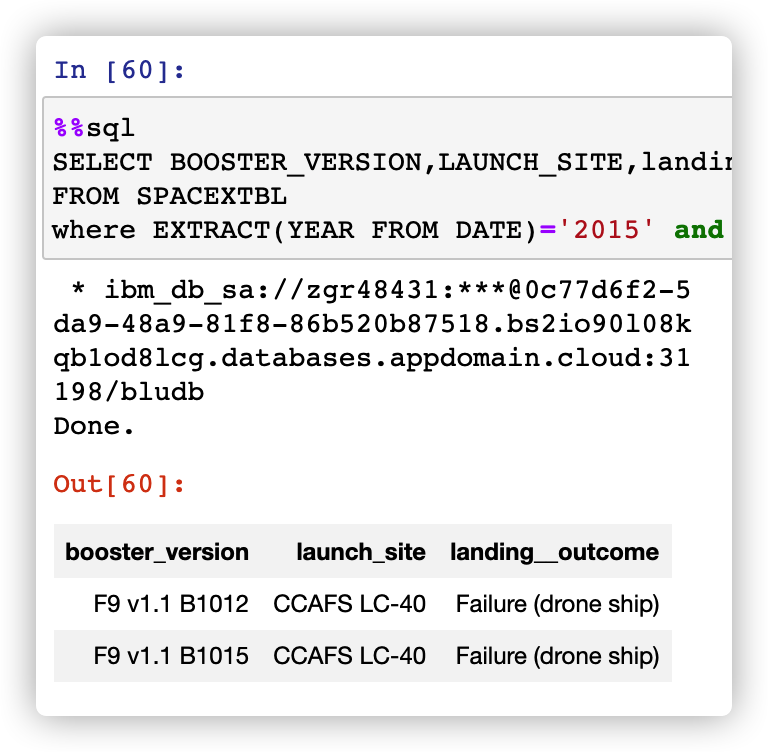 In [60]:
%%sql
SELECT BOOSTER_VERSION,LAUNCH_SITE,landin
FROM SPACEXTBL
where EXTRACT(YEAR FROM DATE)='2015' and
* ibm_db_sa://zgr48431:***@0c77d6f2-5
da9-48a9-81f8-86b520b87518.bs2io90l08k
qb1od8lcg.databases.appdomain.cloud:31
198/bludb
Done.
Out[60]:
booster_version launch_site landing__outcome
F9 v1.1 B1012 CCAFS LC-40 Failure (drone ship)
F9 v1.1 B1015 CCAFS LC-40 Failure (drone ship)